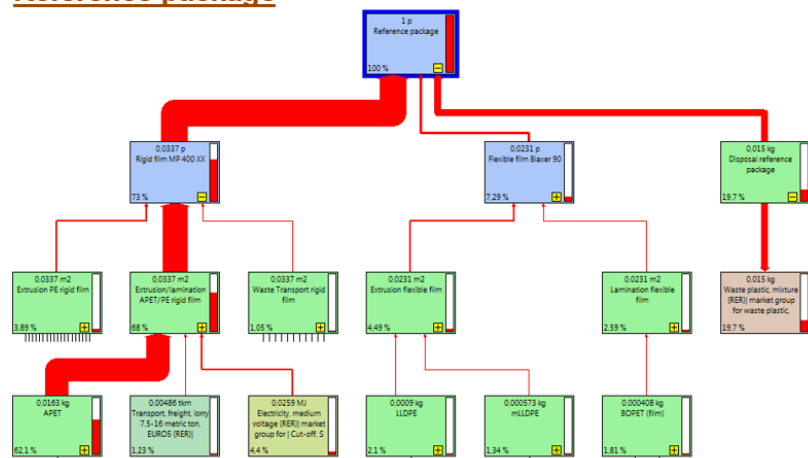 Reference package
1 p
Reference package
100 %
0,0337 p
Rigid film MP 400 XX
73 %
0,0231 p
Flexible film Biaxer 90
7,29 %
0,015 kg
Disposal reference
package
19,7 %
0,0337 m2
Extrusion PE rigid film
3,89 %
0,0337 m2
Extrusion/lamination
APET/PE rigid film
68 %
0,0337 m2
Waste Transport rigid
film
1,05 %
0,0231 m2
Extrusion flexible film
4,49 %
0,0231 m2
Lamination flexible
film
2,59 %
0,015 kg
Waste plastic, mixture
(RER)| market group
for waste plastic,
19,7 %
0,0163 kg
APET
62,1 %
0,00486 tkm
Transport, freight, lorry
7.5-16 metric ton,
EURO5 (RER)|
1,23 %
0,0259 MJ
Electricity, medium
voltage (RER)| market
group for | Cut-off, S
4,4 %
0,0009 kg
LLDPE
2,1 %
0,000573 kg
mLLDPE
1,34 %
0,000408 kg
BOPET (film)
1,81 %